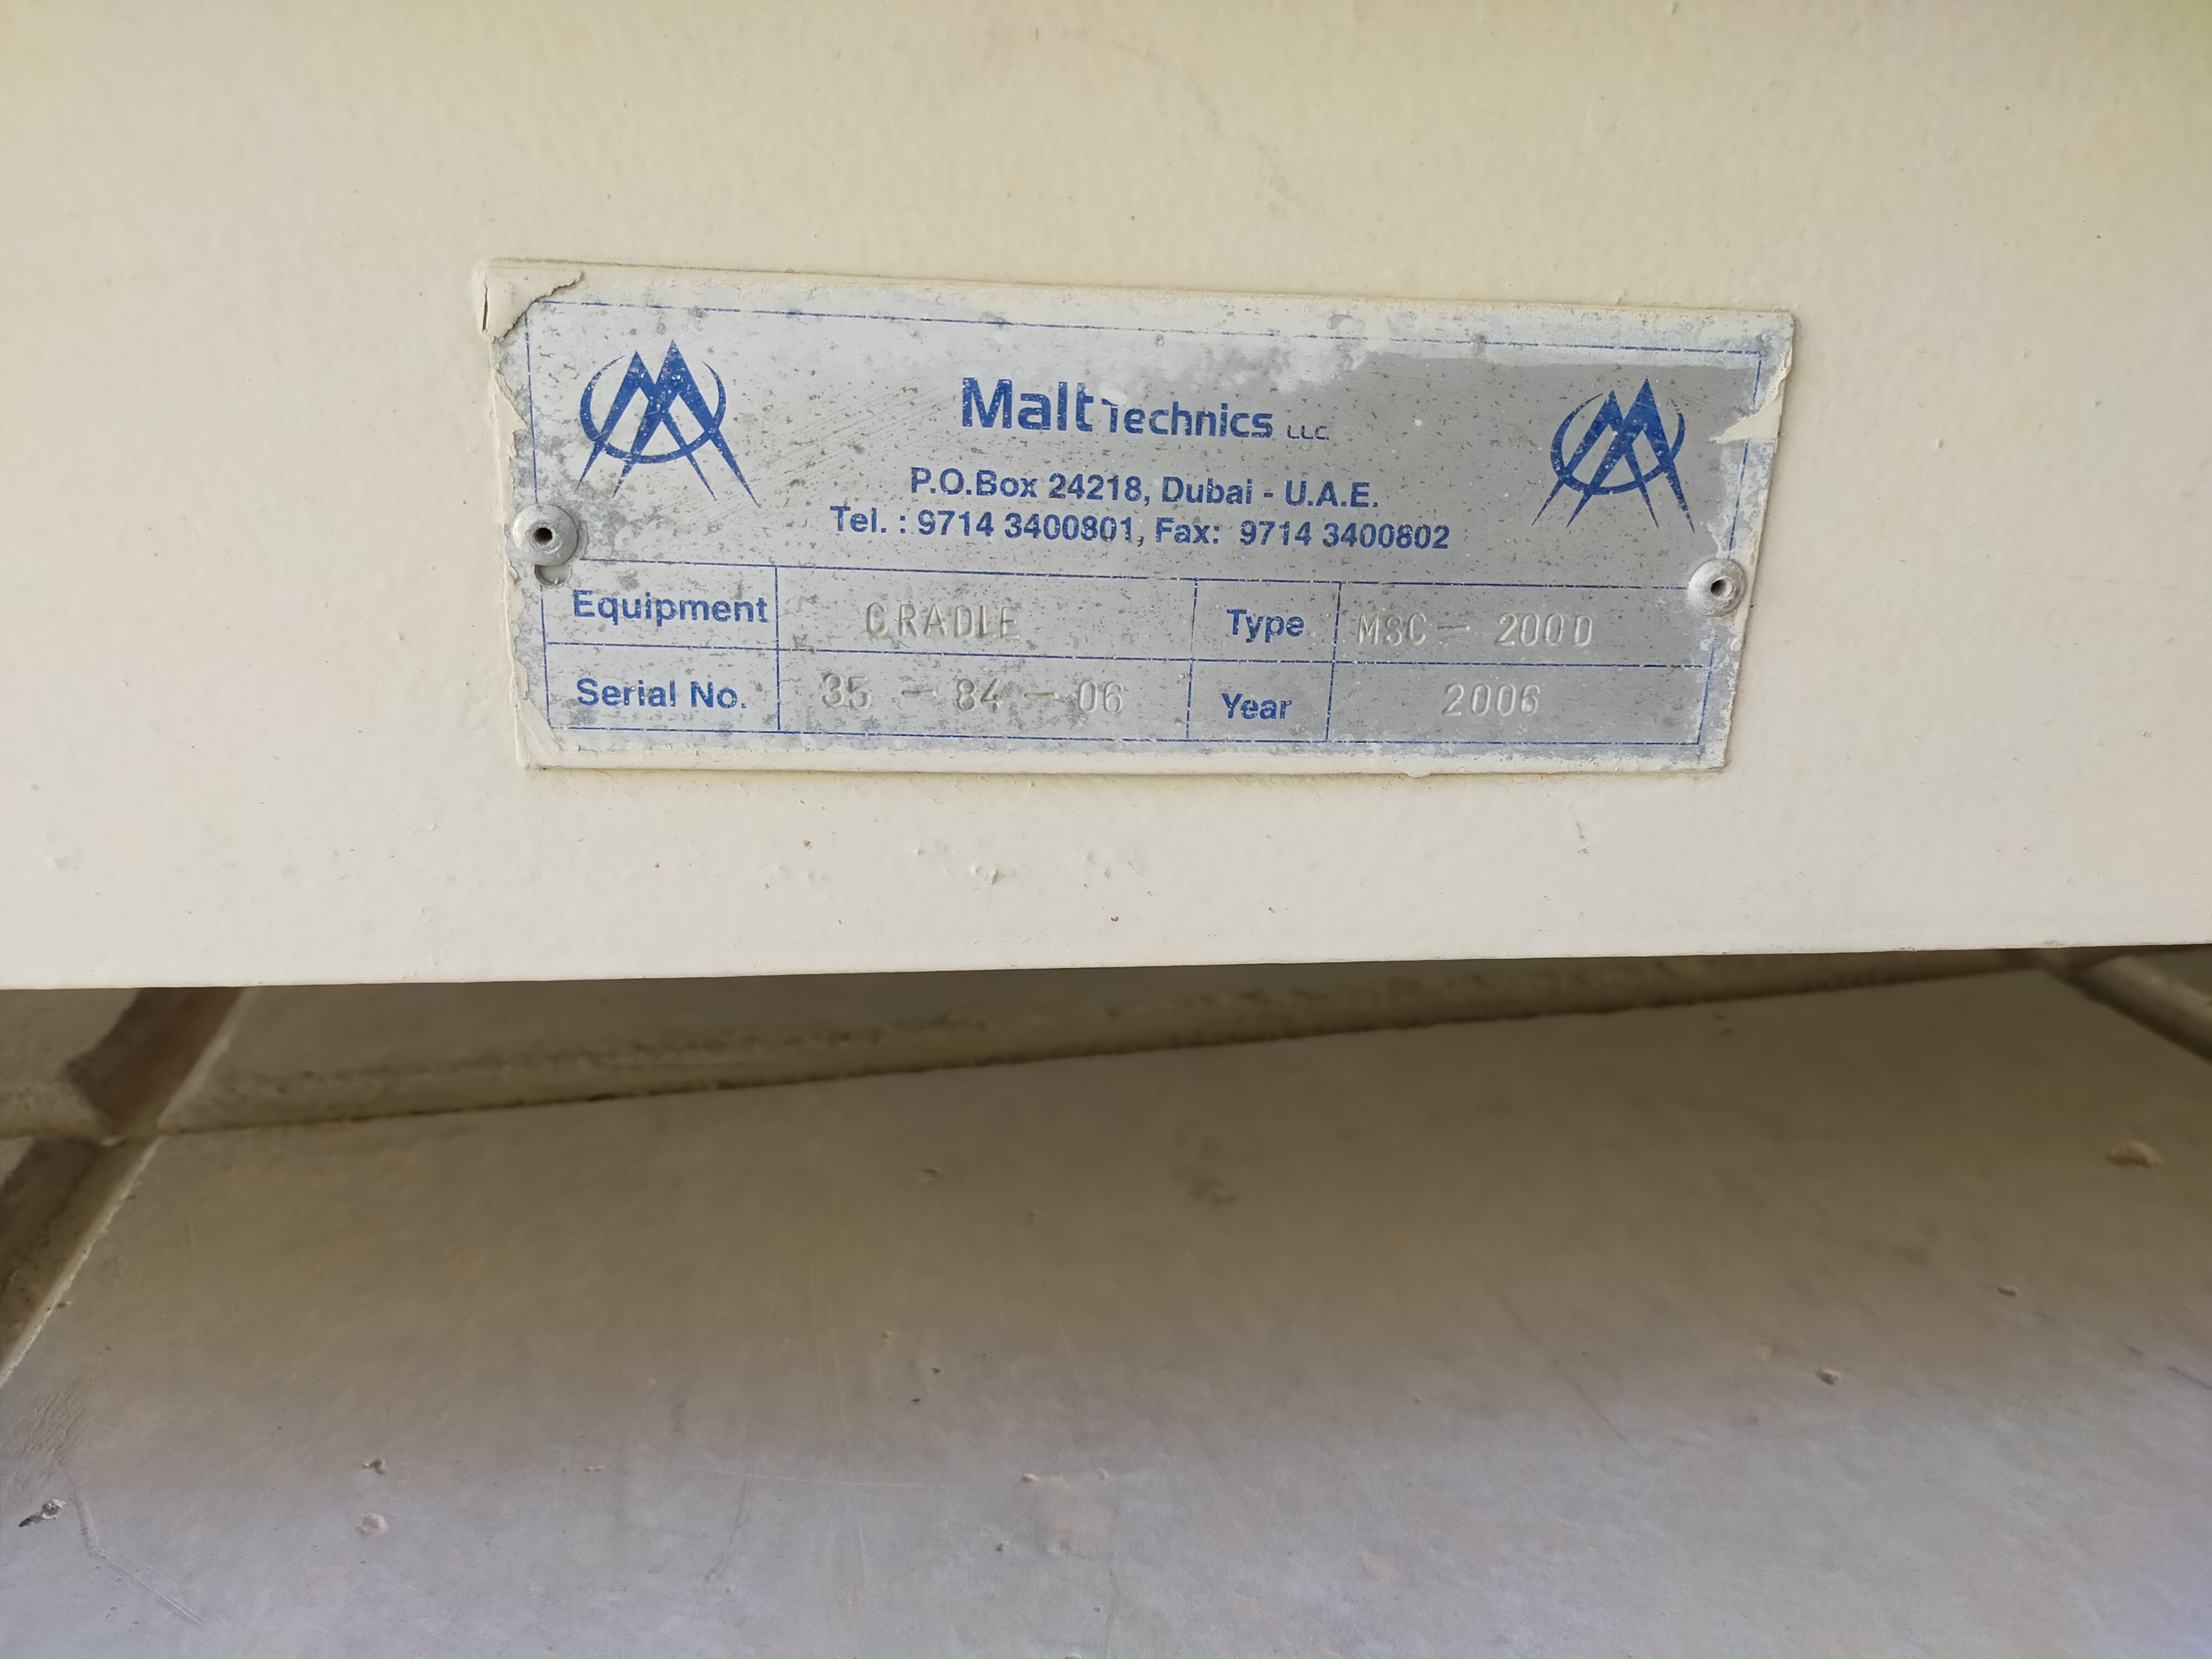 Malt Technics LLC.
P.O.Box 24218, Dubai - U.A.E.
Tel. : 9714 3400801, Fax: 9714 3400802
Equipment CRADLE Type MSC - 200D
Serial No. 35 - 84 - 06 Year 2006